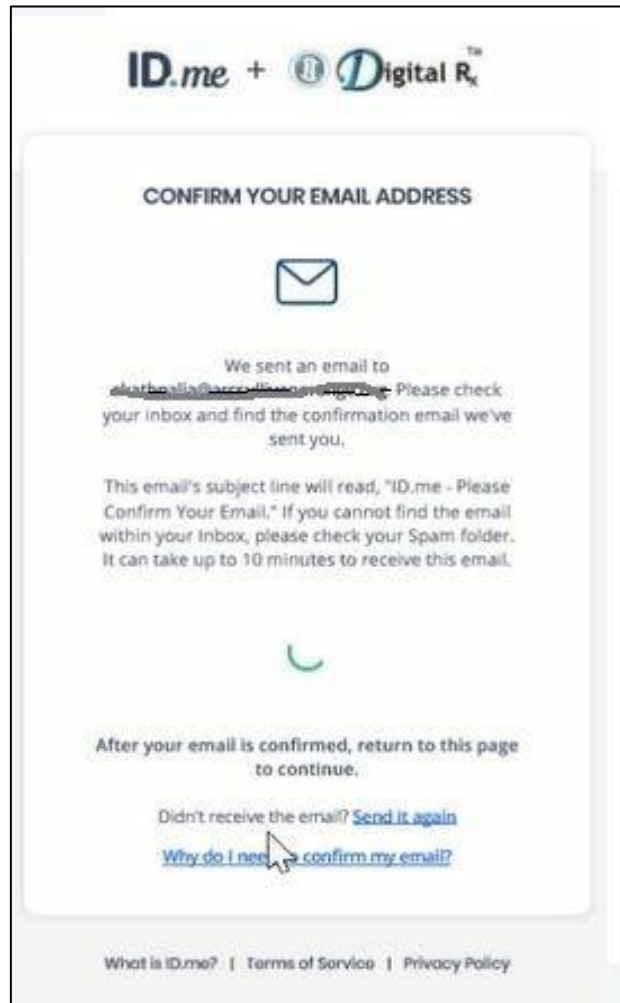 ID.me + Digital Rx™
CONFIRM YOUR EMAIL ADDRESS
We sent an email to
Please check
your inbox and find the confirmation email we've
sent you.
This email's subject line will read, "ID.me - Please
Confirm Your Email." If you cannot find the email
within your Inbox, please check your Spam folder.
It can take up to 10 minutes to receive this email.
After your email is confirmed, return to this page
to continue.
Didn't receive the email? Send it again
Why do I need to confirm my email?
What is ID.me? | Terms of Service | Privacy Policy